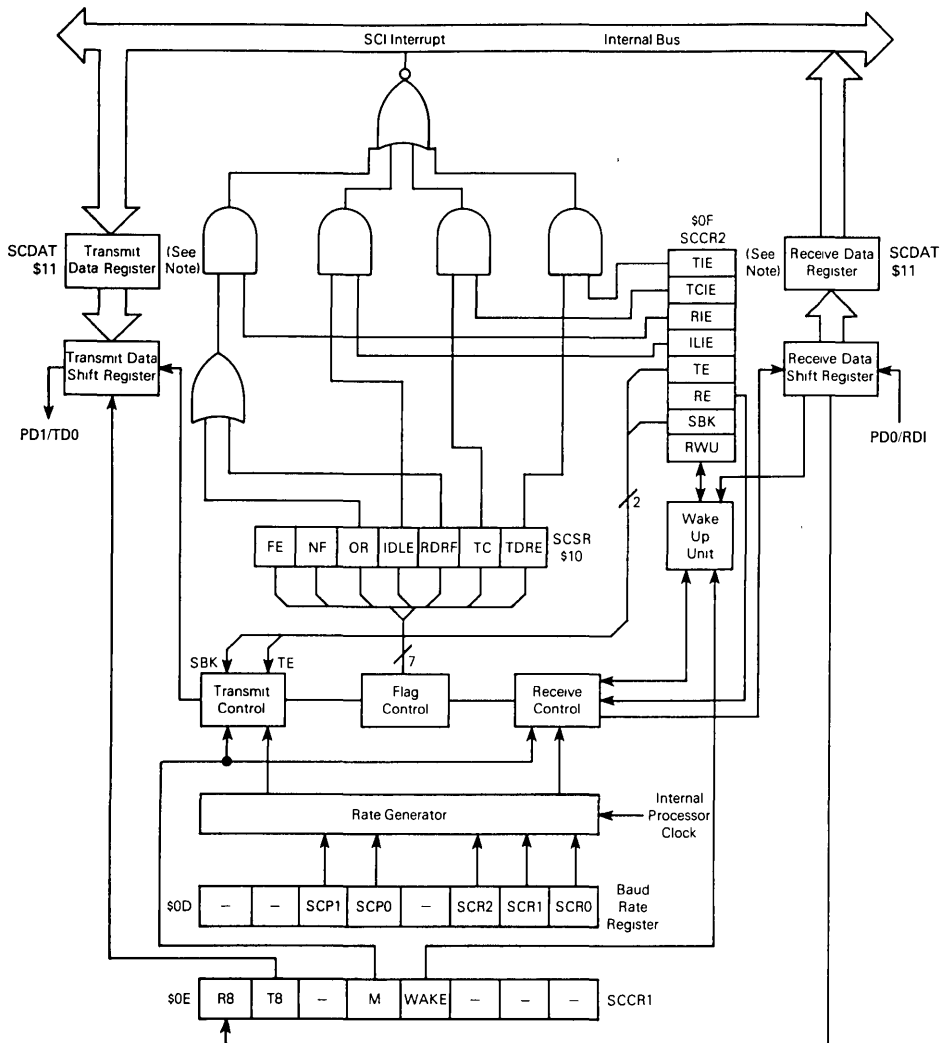 SCI Interrupt
Internal Bus
SCDAT
$11
Transmit
Data Register
(See
Note)
$0F
SCCR2
TIE
TCIE
RIE
ILIE
TE
RE
SBK
RWU
(See
Note)
Receive Data
Register
SCDAT
$11
Transmit Data
Shift Register
Receive Data
Shift Register
PD1/TD0
PD0/RDI
2
Wake
Up
Unit
FE NF OR IDLE RDRF TC TDRE
SCSR
$10
SBK TE
7
Transmit
Control
Flag
Control
Receive
Control
Rate Generator
Internal
Processor
Clock
$0D – – SCP1 SCP0 – SCR2 SCR1 SCR0
Baud
Rate
Register
$0E R8 T8 – M WAKE – – – SCCR1